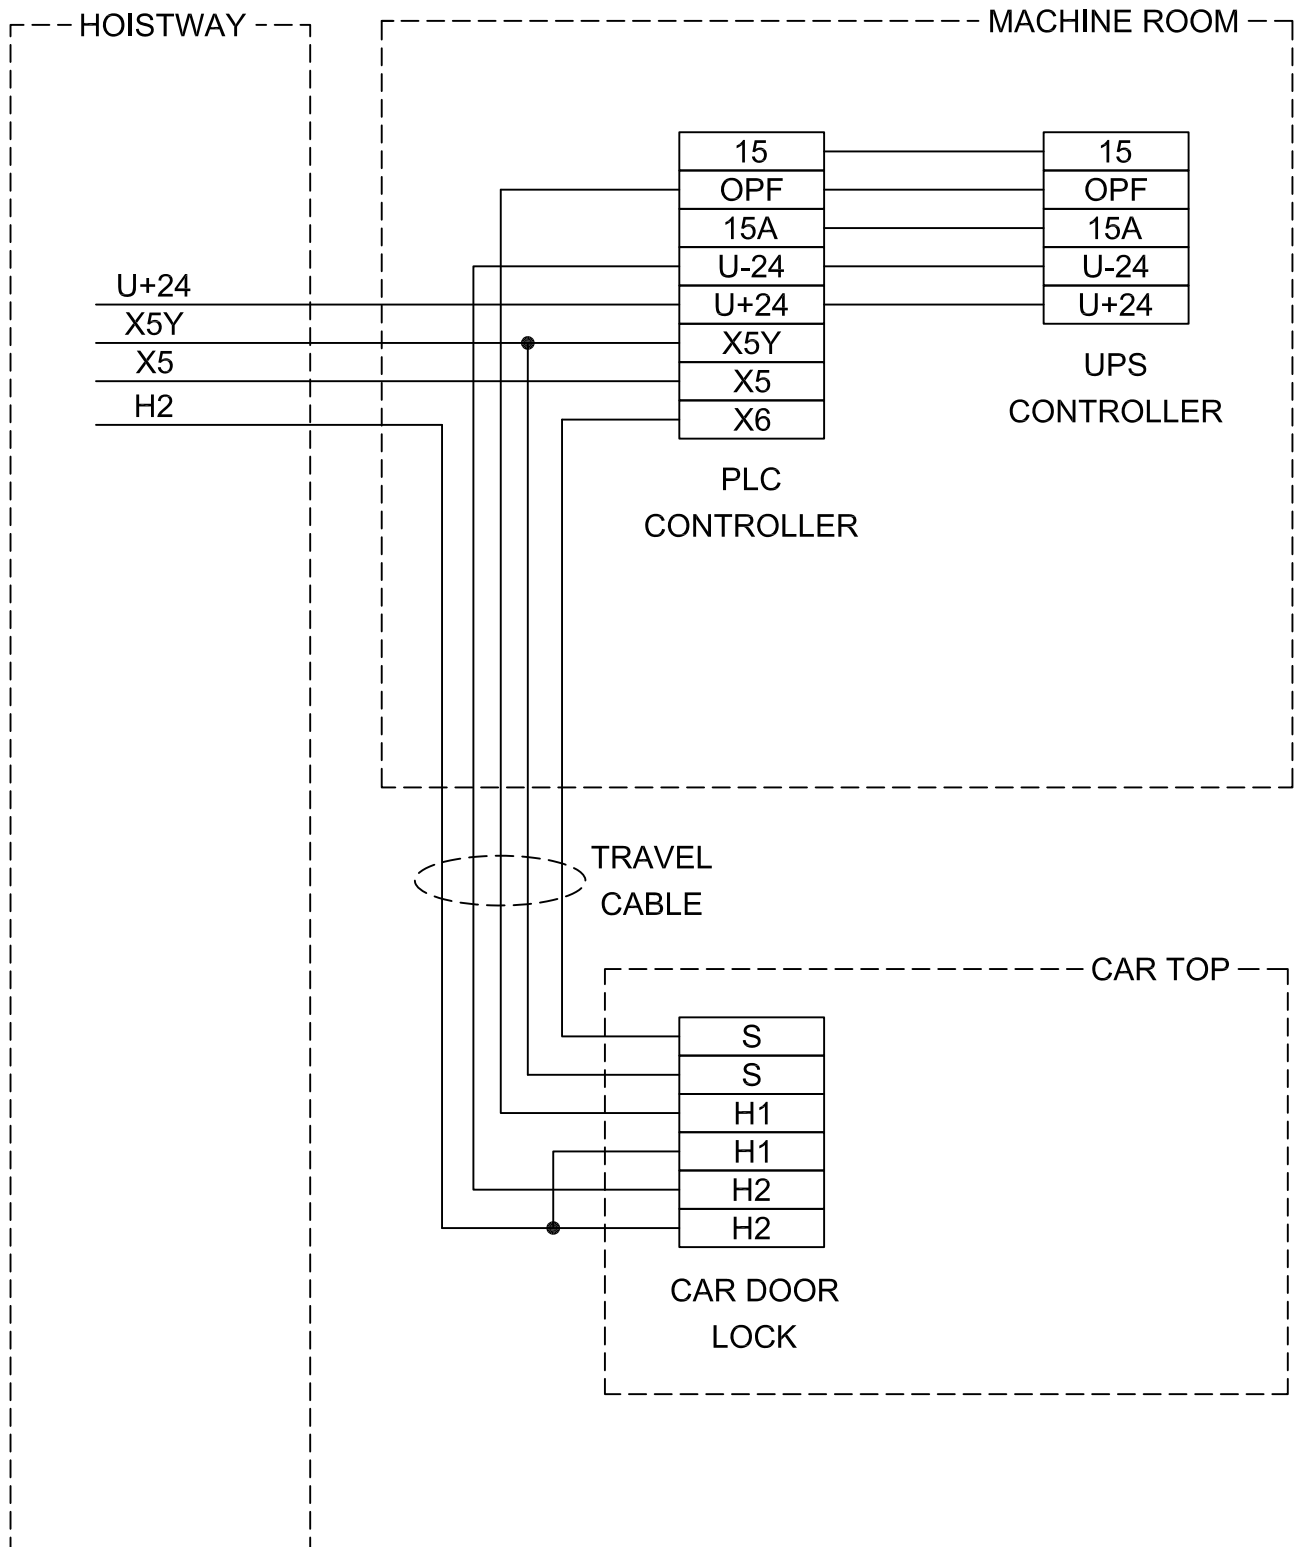 HOISTWAY
MACHINE ROOM
15
OPF
15A
U-24
U+24
X5Y
X5
X6
PLC
CONTROLLER
15
OPF
15A
U-24
U+24
UPS
CONTROLLER
U+24
X5Y
X5
H2
TRAVEL
CABLE
CAR TOP
S
S
H1
H1
H2
H2
CAR DOOR
LOCK